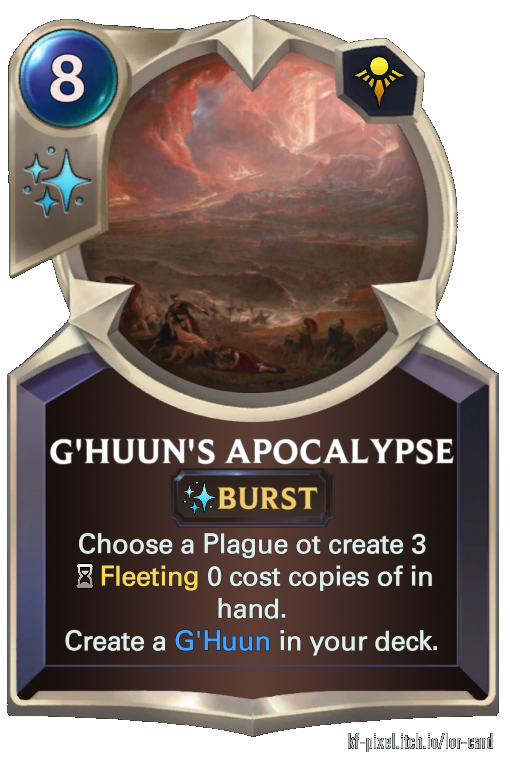 8
G'HUUN'S APOCALYPSE
BURST
Choose a Plague ot create 3
Fleeting 0 cost copies of in
hand.
Create a G'Huun in your deck.
kf-pixel.itch.io/lor-card